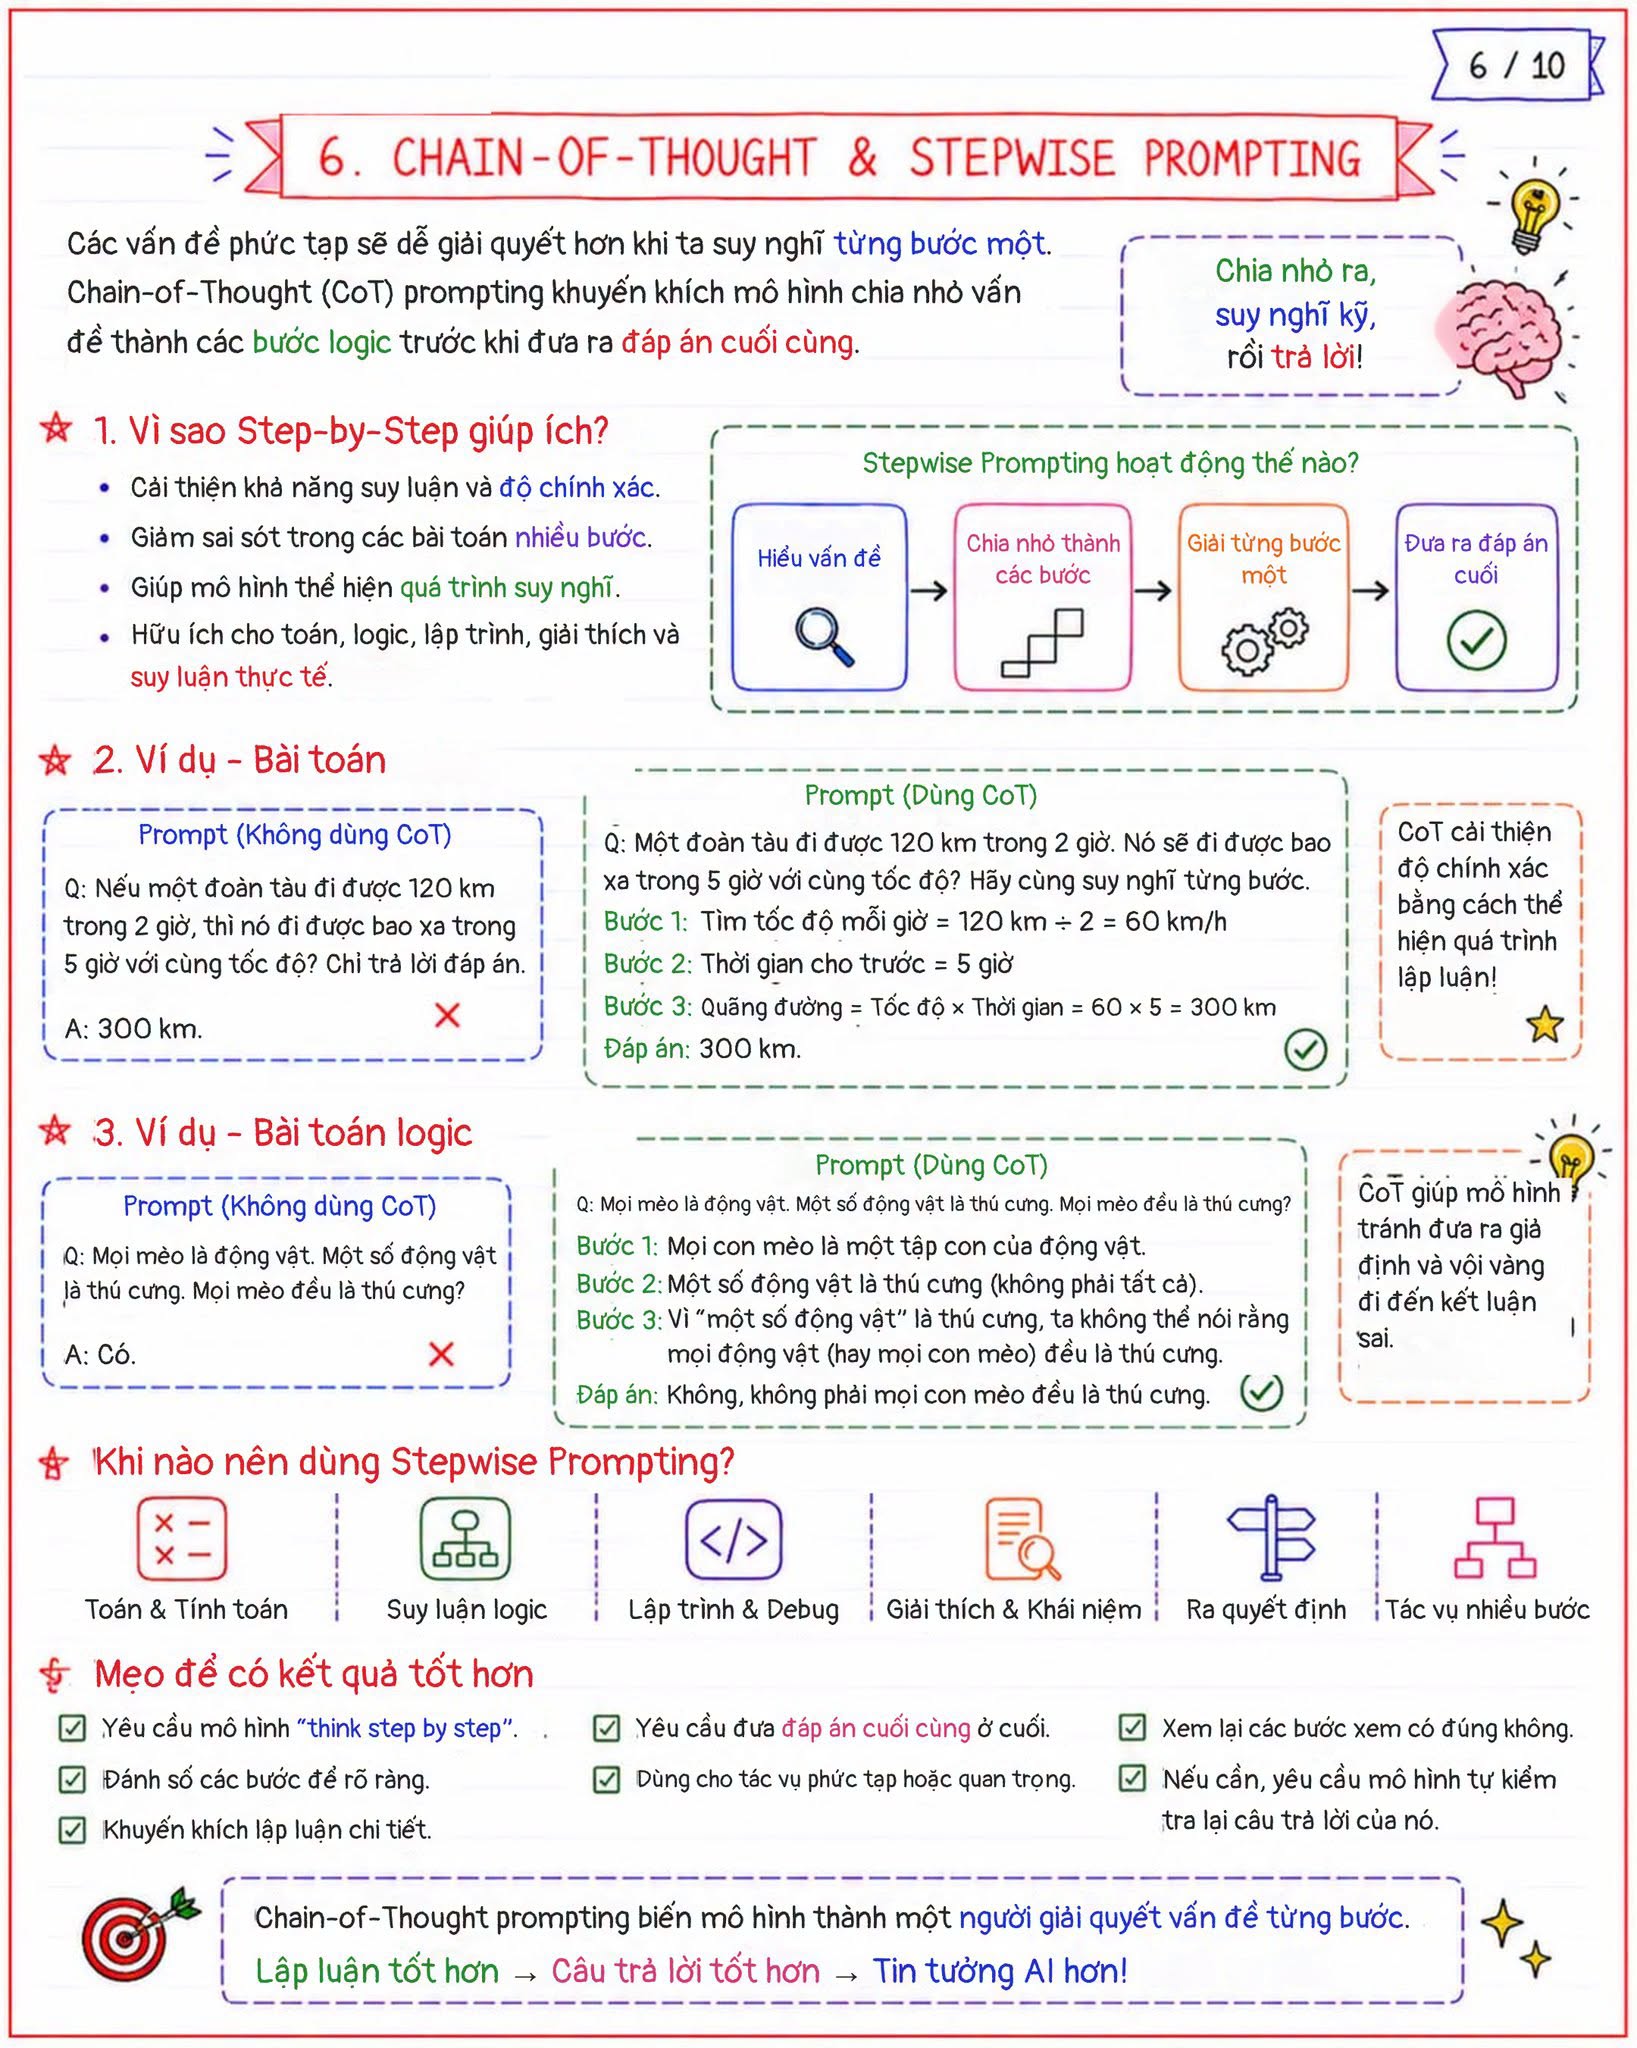 6 / 10
6. CHAIN-OF-THOUGHT & STEPWISE PROMPTING
Các vấn đề phức tạp sẽ dễ giải quyết hơn khi ta suy nghĩ từng bước một.
Chain-of-Thought (CoT) prompting khuyến khích mô hình chia nhỏ vấn
đề thành các bước logic trước khi đưa ra đáp án cuối cùng.
Chia nhỏ ra,
suy nghĩ kỹ,
rồi trả lời!
1. Vì sao Step-by-Step giúp ích?
• Cải thiện khả năng suy luận và độ chính xác.
• Giảm sai sót trong các bài toán nhiều bước.
• Giúp mô hình thể hiện quá trình suy nghĩ.
• Hữu ích cho toán, logic, lập trình, giải thích và
suy luận thực tế.
Stepwise Prompting hoạt động thế nào?
Hiểu vấn đề
Chia nhỏ thành
các bước
Giải từng bước
một
Đưa ra đáp án
cuối
2. Ví dụ - Bài toán
Prompt (Không dùng CoT)
Q: Nếu một đoàn tàu đi được 120 km
trong 2 giờ, thì nó đi được bao xa trong
5 giờ với cùng tốc độ? Chỉ trả lời đáp án.
A: 300 km.
Prompt (Dùng CoT)
Q: Một đoàn tàu đi được 120 km trong 2 giờ. Nó sẽ đi được bao
xa trong 5 giờ với cùng tốc độ? Hãy cùng suy nghĩ từng bước.
Bước 1: Tìm tốc độ mỗi giờ = 120 km ÷ 2 = 60 km/h
Bước 2: Thời gian cho trước = 5 giờ
Bước 3: Quãng đường = Tốc độ × Thời gian = 60 × 5 = 300 km
Đáp án: 300 km.
CoT cải thiện
độ chính xác
bằng cách thể
hiện quá trình
lập luận!
3. Ví dụ - Bài toán logic
Prompt (Không dùng CoT)
Q: Mọi mèo là động vật. Một số động vật
là thú cưng. Mọi mèo đều là thú cưng?
A: Có.
Prompt (Dùng CoT)
Q: Mọi mèo là động vật. Một số động vật là thú cưng. Mọi mèo đều là thú cưng?
Bước 1: Mọi con mèo là một tập con của động vật.
Bước 2: Một số động vật là thú cưng (không phải tất cả).
Bước 3: Vì "một số động vật" là thú cưng, ta không thể nói rằng
mọi động vật (hay mọi con mèo) đều là thú cưng.
Đáp án: Không, không phải mọi con mèo đều là thú cưng.
CoT giúp mô hình
tránh đưa ra giả
định và vội vàng
đi đến kết luận
sai.
Khi nào nên dùng Stepwise Prompting?
Toán & Tính toán
Suy luận logic
</>
Lập trình & Debug
Giải thích & Khái niệm
Ra quyết định
Tác vụ nhiều bước
Mẹo để có kết quả tốt hơn
Yêu cầu mô hình "think step by step".
Đánh số các bước để rõ ràng.
Khuyến khích lập luận chi tiết.
Yêu cầu đưa đáp án cuối cùng ở cuối.
Dùng cho tác vụ phức tạp hoặc quan trọng.
Xem lại các bước xem có đúng không.
Nếu cần, yêu cầu mô hình tự kiểm
tra lại câu trả lời của nó.
Chain-of-Thought prompting biến mô hình thành một người giải quyết vấn đề từng bước.
Lập luận tốt hơn → Câu trả lời tốt hơn → Tin tưởng AI hơn!